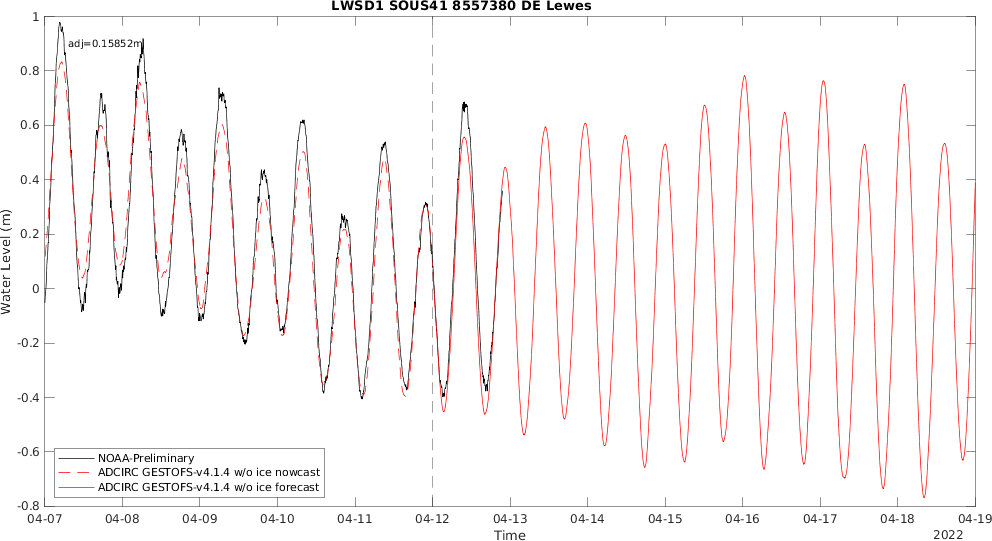 LWSD1 SOUS41 8557380 DE Lewes
adj=0.15852m
1
0.8
0.6
0.4
0.2
0
-0.2
-0.4
-0.6
-0.8
Water Level (m)
NOAA-Preliminary
ADCIRC GESTOFS-v4.1.4 w/o ice nowcast
ADCIRC GESTOFS-v4.1.4 w/o ice forecast
04-07 04-08 04-09 04-10 04-11 04-12 04-13 04-14 04-15 04-16 04-17 04-18 04-19
Time
2022